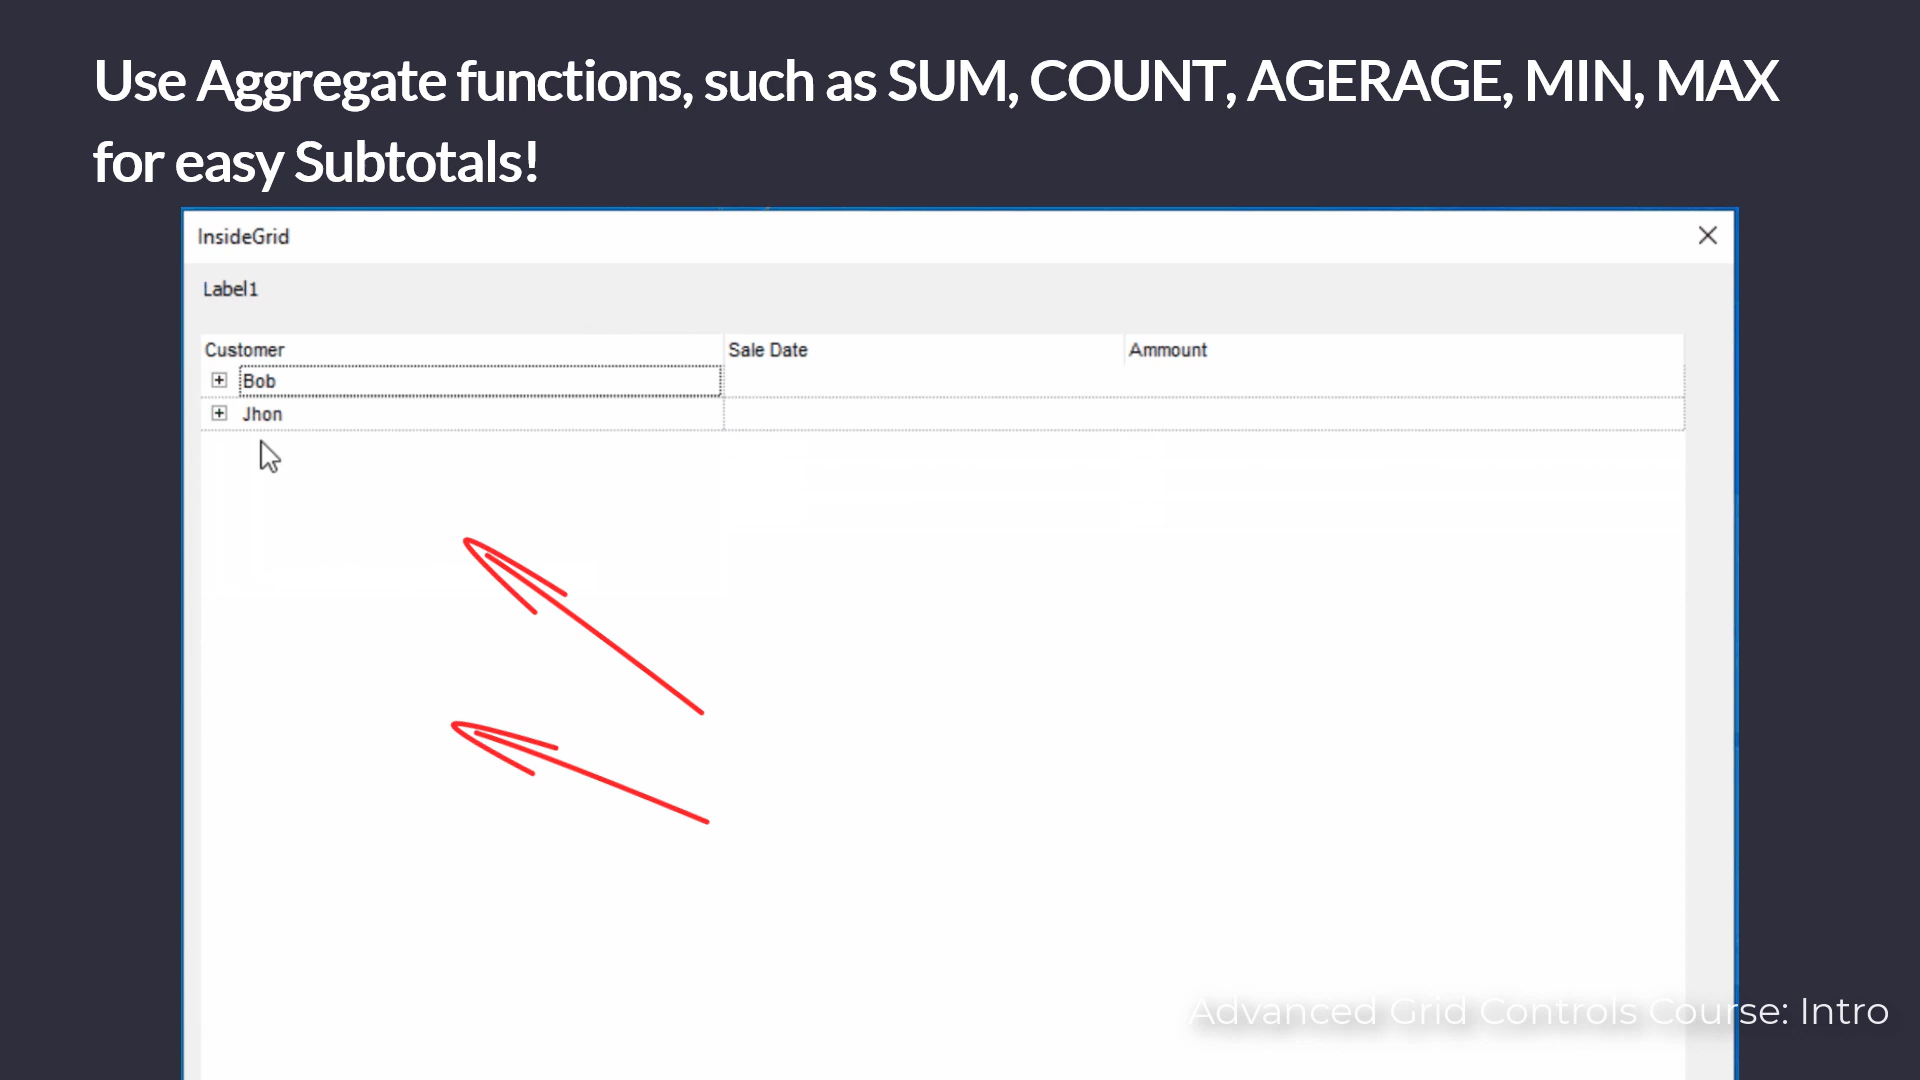 Use Aggregate functions, such as SUM, COUNT, AGERAGE, MIN, MAX
for easy Subtotals!
InsideGrid
Label1
Customer Sale Date Ammount
Bob
Jhon
Advanced Grid Controls Course: Intro